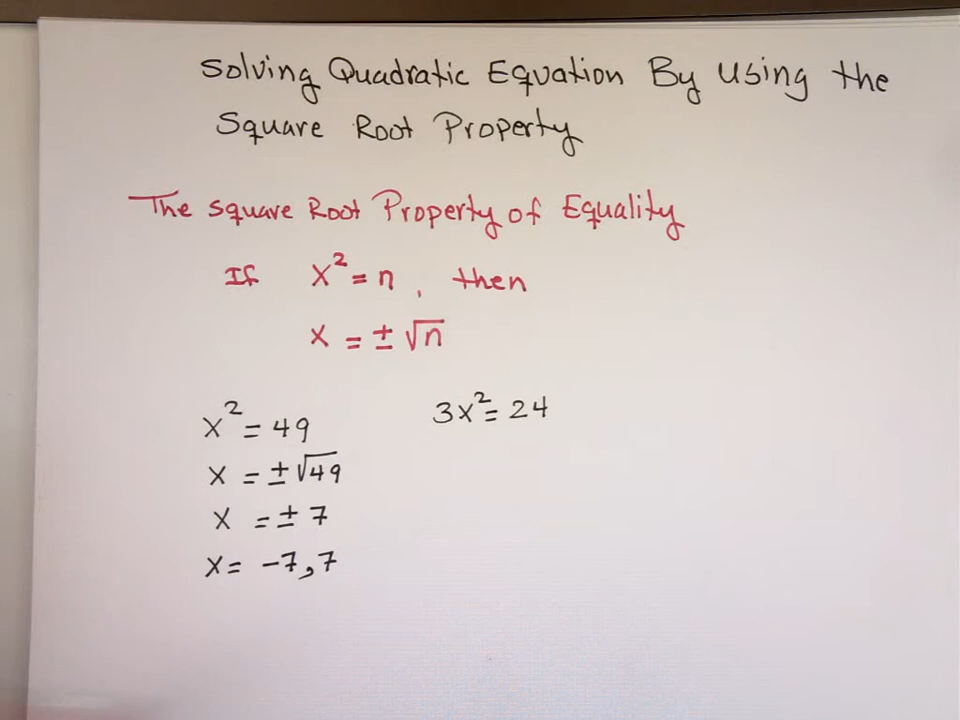 Solving Quadratic Equation By Using the
Square Root Property
The Square Root Property of Equality
If x² = n, then
x = ±√n
x² = 49
x = ±√49
x = ±7
x = -7,7
3x² = 24